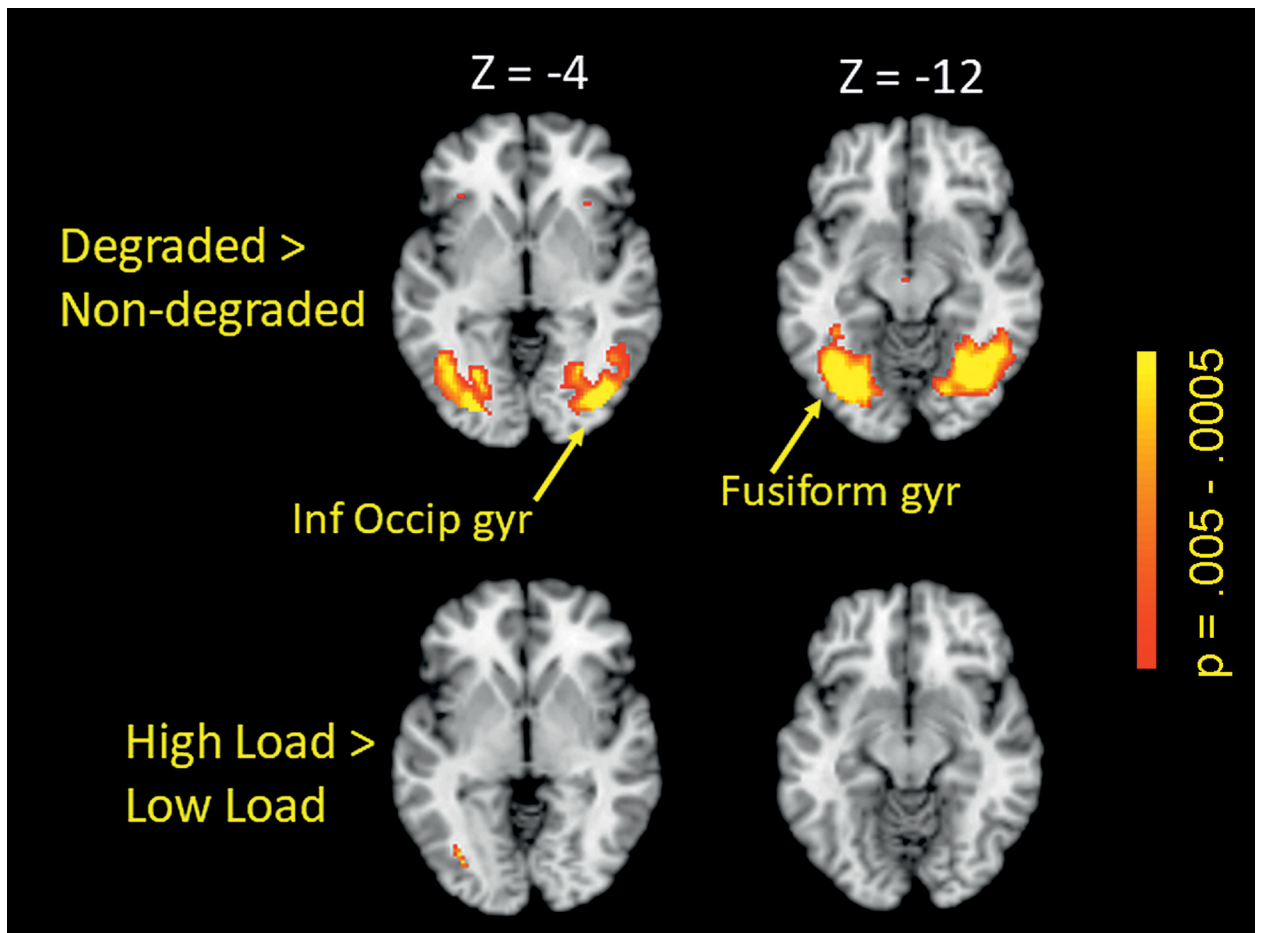 Z = -4
Z = -12
Degraded >
Non-degraded
Inf Occip gyr
Fusiform gyr
p = .005 - .0005
High Load >
Low Load